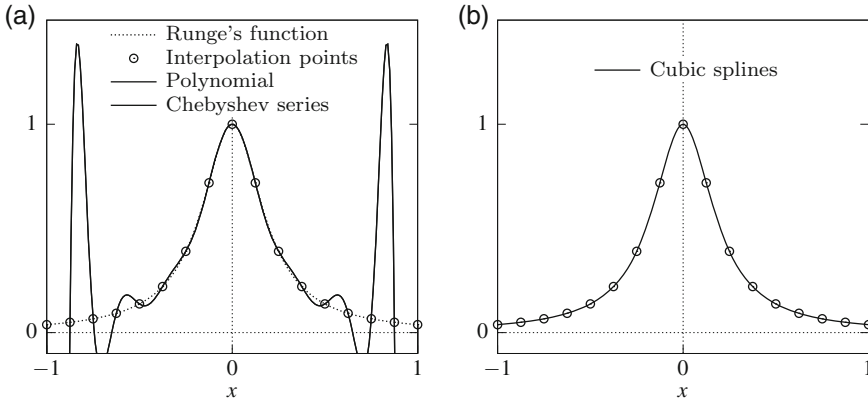 (a)
Runge's function
Interpolation points
Polynomial
Chebyshev series
1
0
−1
0
1
x
(b)
Cubic splines
1
0
−1
0
1
x